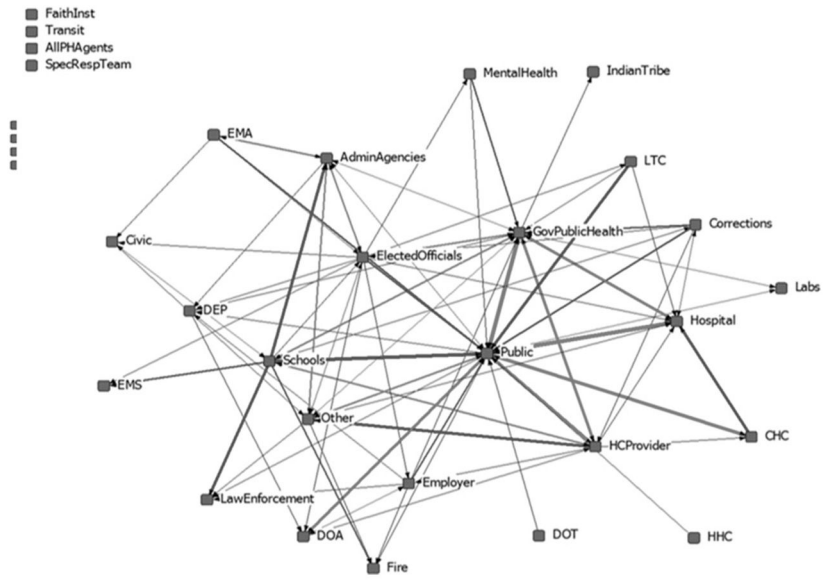 FaithInst
Transit
AllPHAgents
SpecRespTeam
MentalHealth
IndianTribe
EMA
AdminAgencies
LTC
Civic
GovPublicHealth
Corrections
ElectedOfficials
Labs
DEP
Hospital
Schools
Public
EMS
Other
CHC
HCProvider
Employer
LawEnforcement
DOA
DOT
HHC
Fire